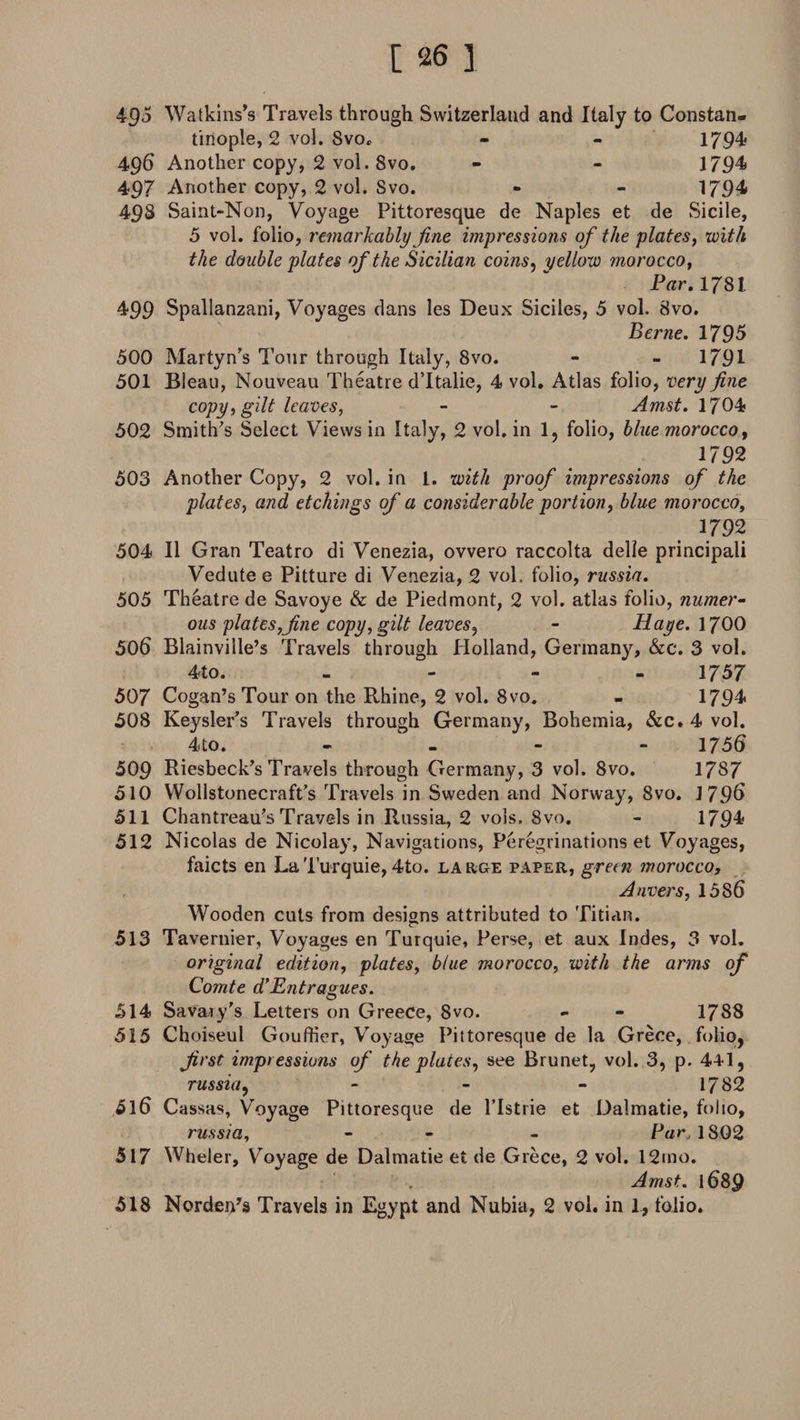 [ 26 ]
495 Watkins's Travels through Switzerland and Italy to Constan-
tinople, 2 vol. 8vo. - - 1794
496 Another copy, 2 vol. 8vo. - - 1794
497 Another copy, 2 vol. 8vo. - - 1794
498 Saint-Non, Voyage Pittoresque de Naples et de Sicile,
5 vol. folio, remarkably fine impressions of the plates, with
the double plates of the Sicilian coins, yellow morocco,
Par. 1781
499 Spallanzani, Voyages dans les Deux Siciles, 5 vol. 8vo.
Berne. 1795
500 Martyn's Tour through Italy, 8vo. - - 1791
501 Bleau, Nouveau Théatre d'Italie, 4 vol. Atlas folio, very fine
copy, gilt leaves, - - Amst. 1704
502 Smith's Select Views in Italy, 2 vol. in 1, folio, blue morocco,
1792
503 Another Copy, 2 vol. in 1. with proof impressions of the
plates, and etchings of a considerable portion, blue morocco,
1792
504 Il Gran Teatro di Venezia, ovvero raccolta delle principali
Vedute e Pitture di Venezia, 2 vol. folio, russia.
505 Théatre de Savoye & de Piedmont, 2 vol. atlas folio, numer-
ous plates, fine copy, gilt leaves, - Haye. 1700
506 Blainville's Travels through Holland, Germany, &c. 3 vol.
4to. - - - - 1757
507 Cogan's Tour on the Rhine, 2 vol. 8vo. - 1794
508 Keysler's Travels through Germany, Bohemia, &c. 4 vol.
4to. - - - - 1756
509 Riesbeck's Travels through Germany, 3 vol. 8vo. 1787
510 Wollstonecraft's Travels in Sweden and Norway, 8vo. 1796
511 Chantreau's Travels in Russia, 2 vols. 8vo. - 1794
512 Nicolas de Nicolay, Navigations, Pérégrinations et Voyages,
faicts en La Turquie, 4to. LARGE PAPER, green morocco,
Anvers, 1586
Wooden cuts from designs attributed to Titian.
513 Tavernier, Voyages en Turquie, Perse, et aux Indes, 3 vol.
original edition, plates, blue morocco, with the arms of
Comte d'Entragues.
514 Savary's Letters on Greece, 8vo. - - 1788
515 Choiseul Gouffier, Voyage Pittoresque de la Grèce, folio,
first impressions of the plates, see Brunet, vol. 3, p. 441,
russia, - - - 1782
516 Cassas, Voyage Pittoresque de l'Istrie et Dalmatie, folio,
russia, - - - Par. 1802
517 Wheler, Voyage de Dalmatie et de Grèce, 2 vol. 12mo.
Amst. 1689
518 Norden's Travels in Egypt and Nubia, 2 vol. in 1, folio.